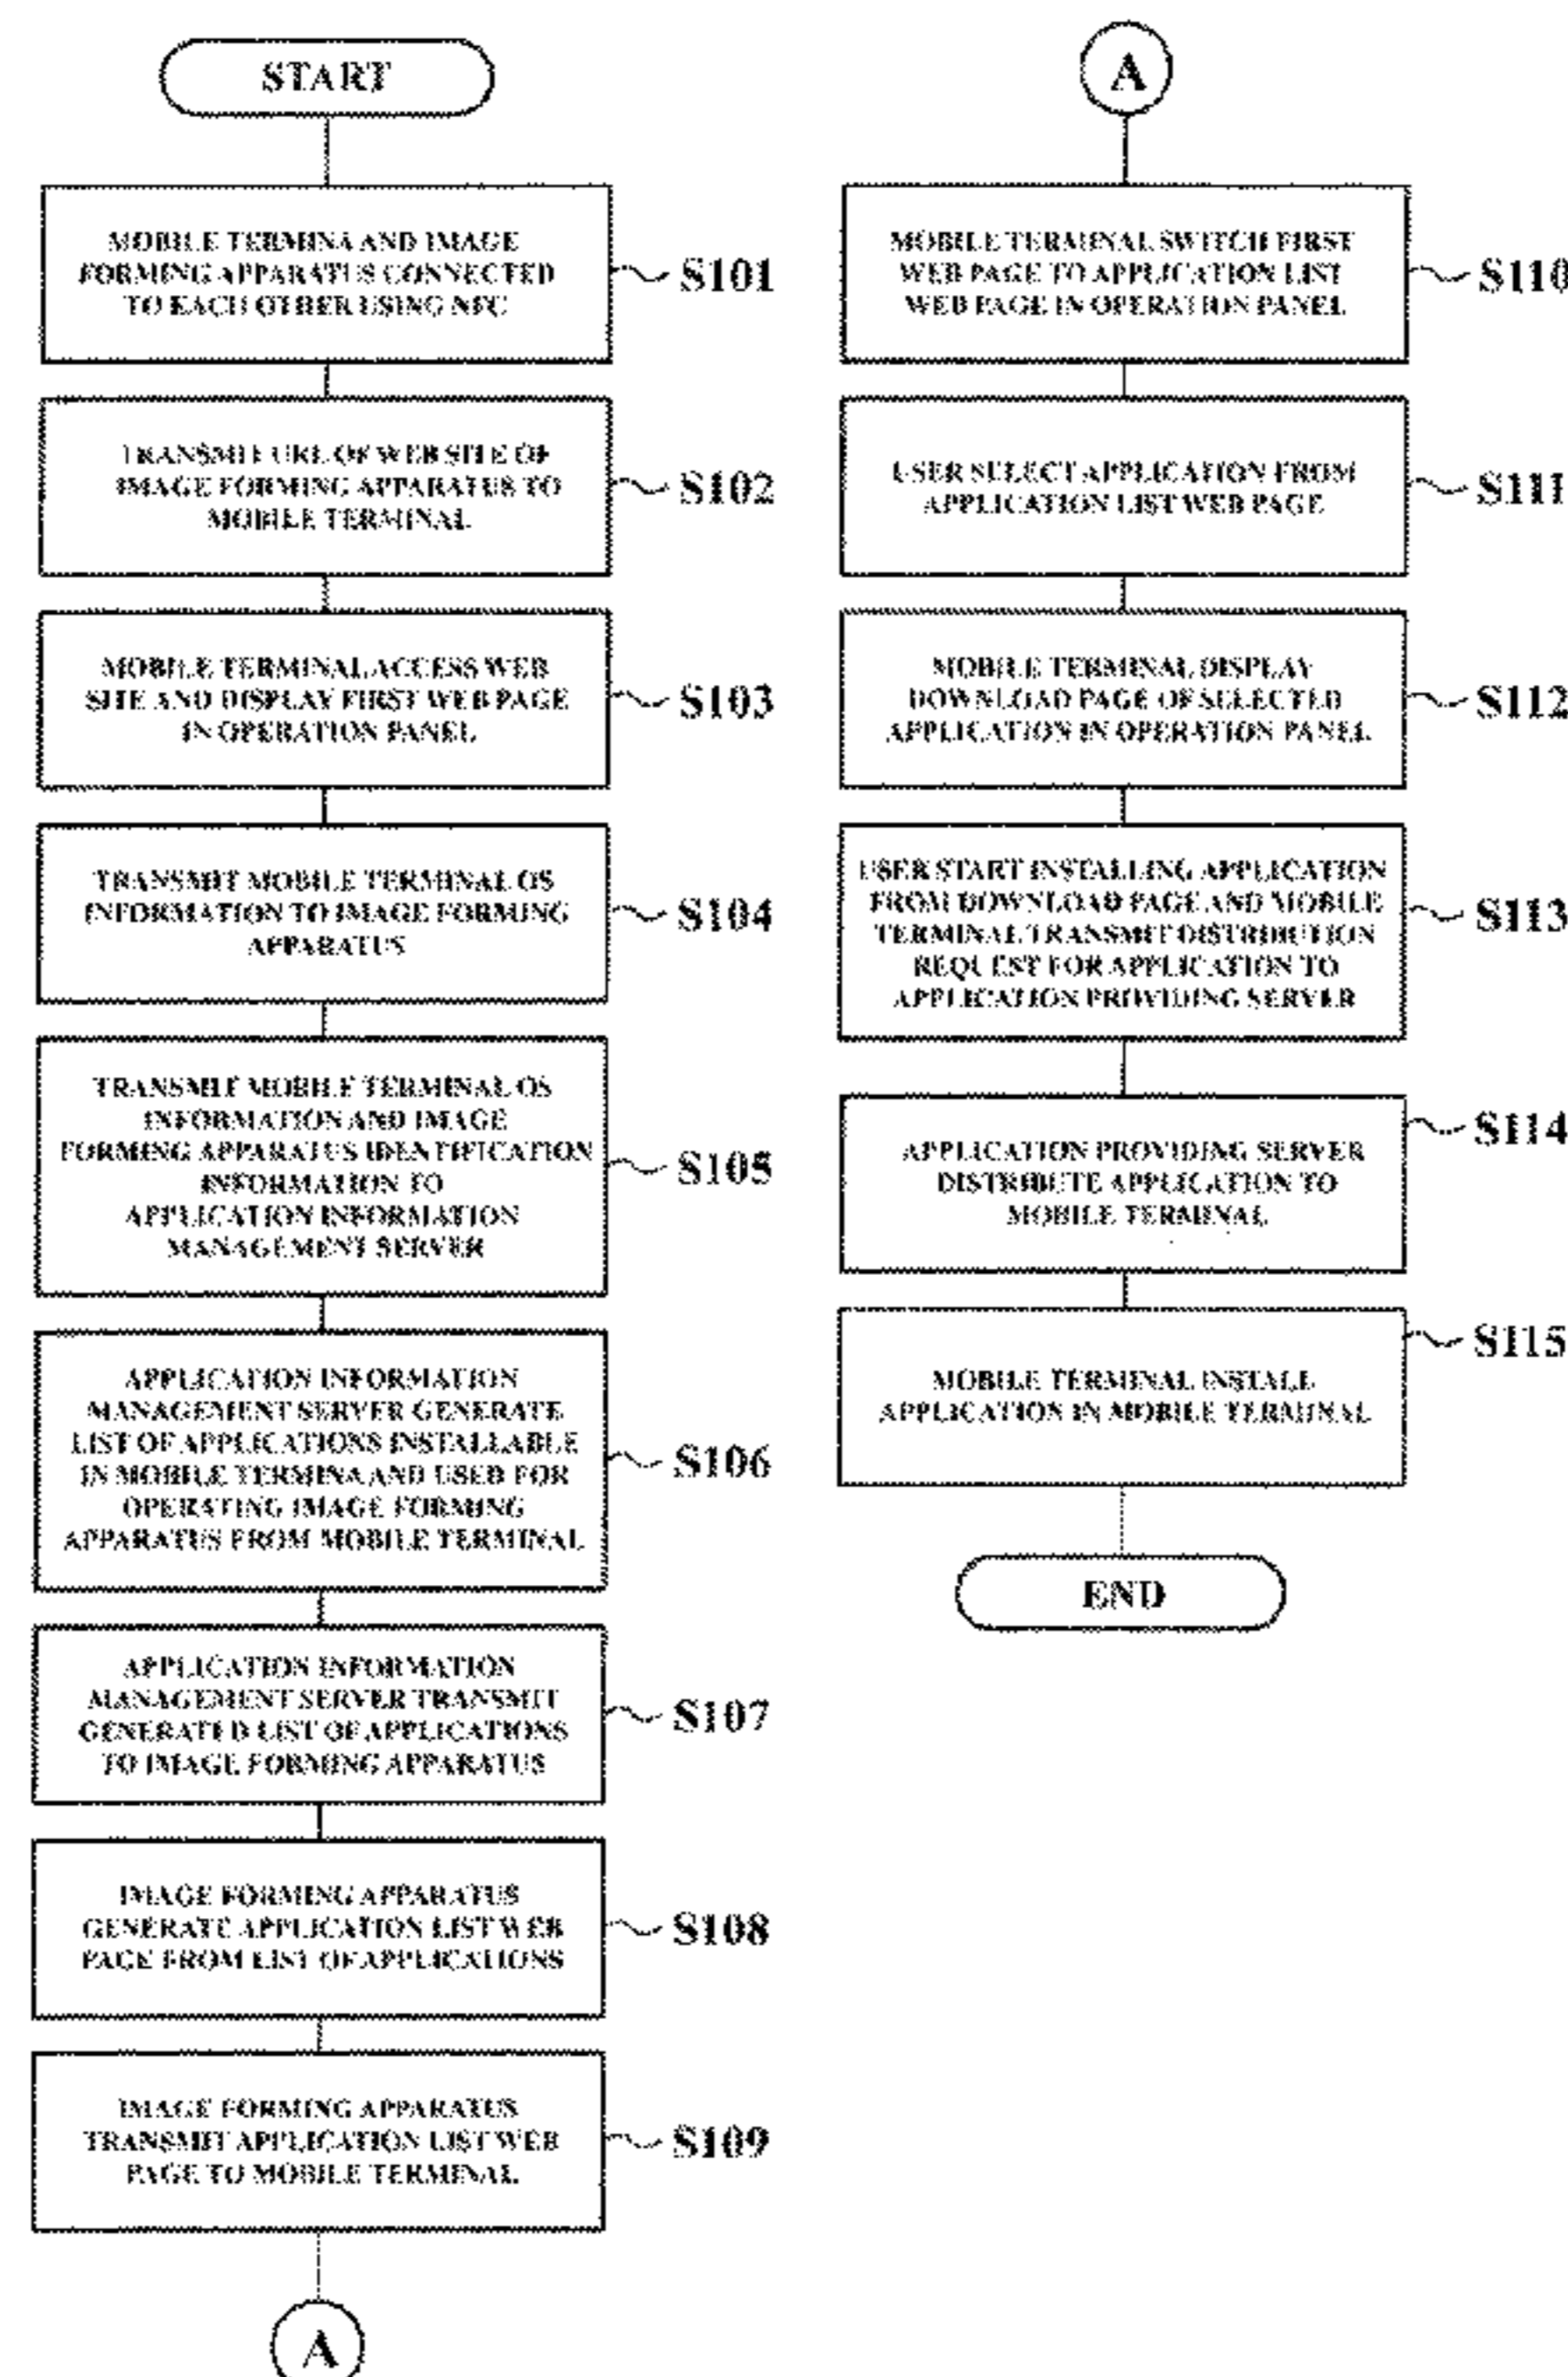 START
MOBILE TERMINA AND IMAGE
FORMING APPARATUS CONNECTED
TO EACH OTHER USING NFC
S101
TRANSMIT URL OF WEB SITE OF
IMAGE FORMING APPARATUS TO
MOBILE TERMINAL
S102
MOBILE TERMINAL ACCESS WEB
SITE AND DISPLAY FIRST WEB PAGE
IN OPERATION PANEL
S103
TRANSMIT MOBILE TERMINAL OS
INFORMATION TO IMAGE FORMING
APPARATUS
S104
TRANSMIT MOBILE TERMINAL OS
INFORMATION AND IMAGE
FORMING APPARATUS IDENTIFICATION
INFORMATION TO
APPLICATION INFORMATION
MANAGEMENT SERVER
S105
APPLICATION INFORMATION
MANAGEMENT SERVER GENERATE
LIST OF APPLICATIONS INSTALLABLE
IN MOBILE TERMINA AND USED FOR
OPERATING IMAGE FORMING
APPARATUS FROM MOBILE TERMINAL
S106
APPLICATION INFORMATION
MANAGEMENT SERVER TRANSMIT
GENERATED LIST OF APPLICATIONS
TO IMAGE FORMING APPARATUS
S107
IMAGE FORMING APPARATUS
GENERATE APPLICATION LIST WEB
PAGE FROM LIST OF APPLICATIONS
S108
IMAGE FORMING APPARATUS
TRANSMIT APPLICATION LIST WEB
PAGE TO MOBILE TERMINAL
S109
A
A
MOBILE TERMINAL SWITCH FIRST
WEB PAGE TO APPLICATION LIST
WEB PAGE IN OPERATION PANEL
S110
USER SELECT APPLICATION FROM
APPLICATION LIST WEB PAGE
S111
MOBILE TERMINAL DISPLAY
DOWNLOAD PAGE OF SELECTED
APPLICATION IN OPERATION PANEL
S112
USER START INSTALLING APPLICATION
FROM DOWNLOAD PAGE AND MOBILE
TERMINAL TRANSMIT DISTRIBUTION
REQUEST FOR APPLICATION TO
APPLICATION PROVIDING SERVER
S113
APPLICATION PROVIDING SERVER
DISTRIBUTE APPLICATION TO
MOBILE TERMINAL
S114
MOBILE TERMINAL INSTALL
APPLICATION IN MOBILE TERMINAL
S115
END